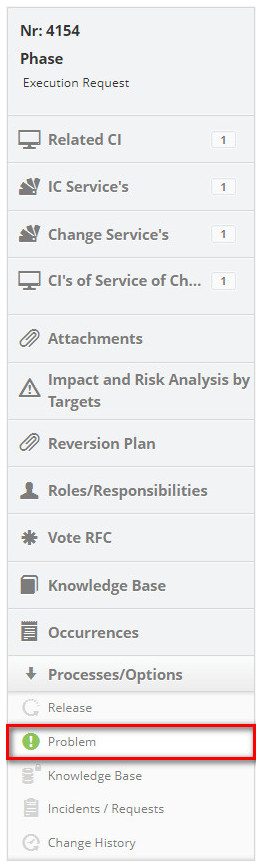 Nr: 4154
Phase
Execution Request
Related CI 1
IC Service's 1
Change Service's 1
CI's of Service of Ch... 1
Attachments
Impact and Risk Analysis by
Targets
Reversion Plan
Roles/Responsibilities
Vote RFC
Knowledge Base
Occurrences
Processes/Options
Release
Problem
Knowledge Base
Incidents / Requests
Change History